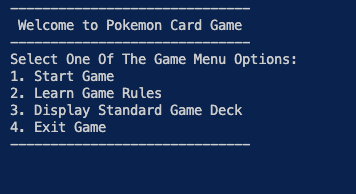 ------------------------------
 Welcome to Pokemon Card Game
------------------------------
Select One Of The Game Menu Options:
1. Start Game
2. Learn Game Rules
3. Display Standard Game Deck
4. Exit Game
------------------------------